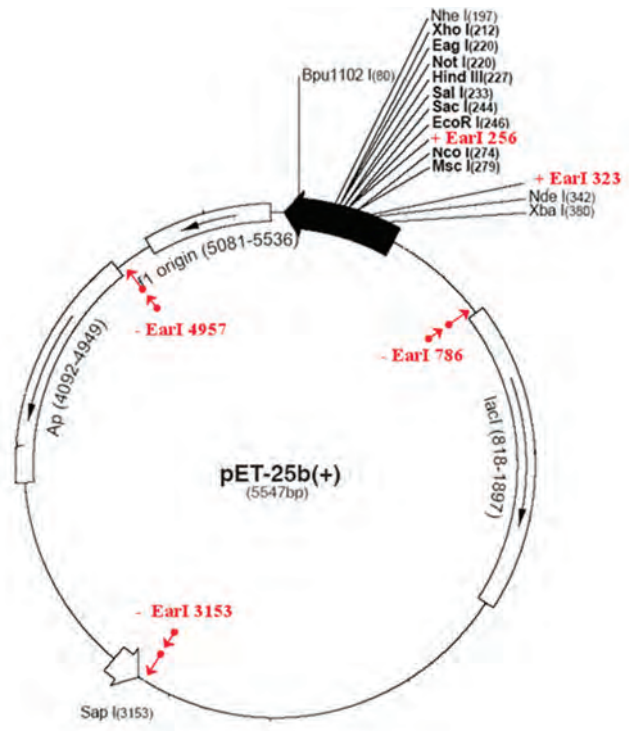 Nhe I(197)
Xho I(212)
Eag I(220)
Not I(220)
Hind III(227)
Sal I(233)
Sac I(244)
EcoR I(246)
+ EarI 256
Nco I(274)
Msc I(279)
Bpu1102 I(80)
+ EarI 323
Nde I(342)
Xba I(380)
f1 origin (5081-5536)
- EarI 4957
- EarI 786
Ap (4092-4949)
lacI (818-1897)
pET-25b(+)
(5547bp)
- EarI 3153
Sap I(3153)